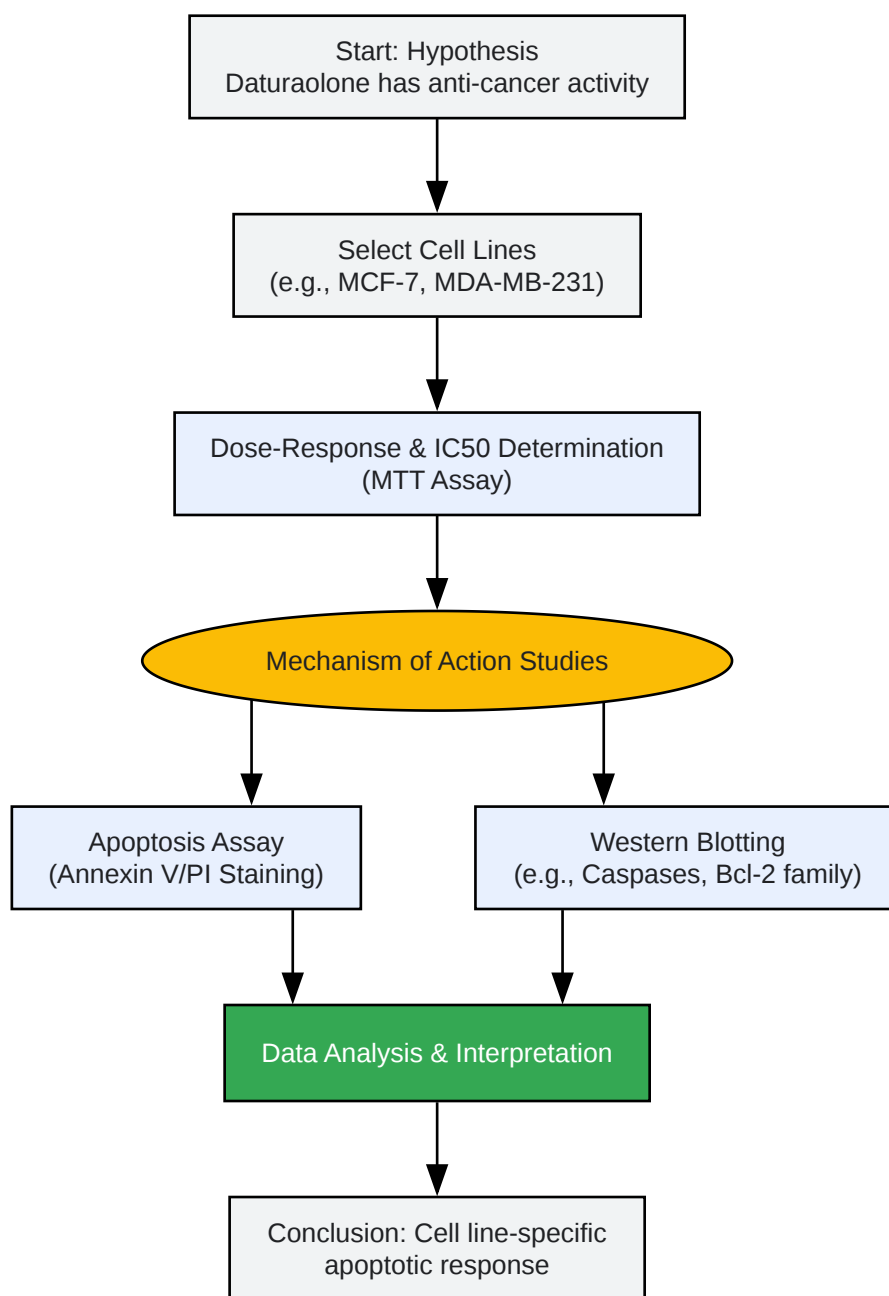 Start: Hypothesis
Daturaolone has anti-cancer activity
Select Cell Lines
(e.g., MCF-7, MDA-MB-231)
Dose-Response & IC50 Determination
(MTT Assay)
Mechanism of Action Studies
Apoptosis Assay
(Annexin V/PI Staining)
Western Blotting
(e.g., Caspases, Bcl-2 family)
Data Analysis & Interpretation
Conclusion: Cell line-specific
apoptotic response